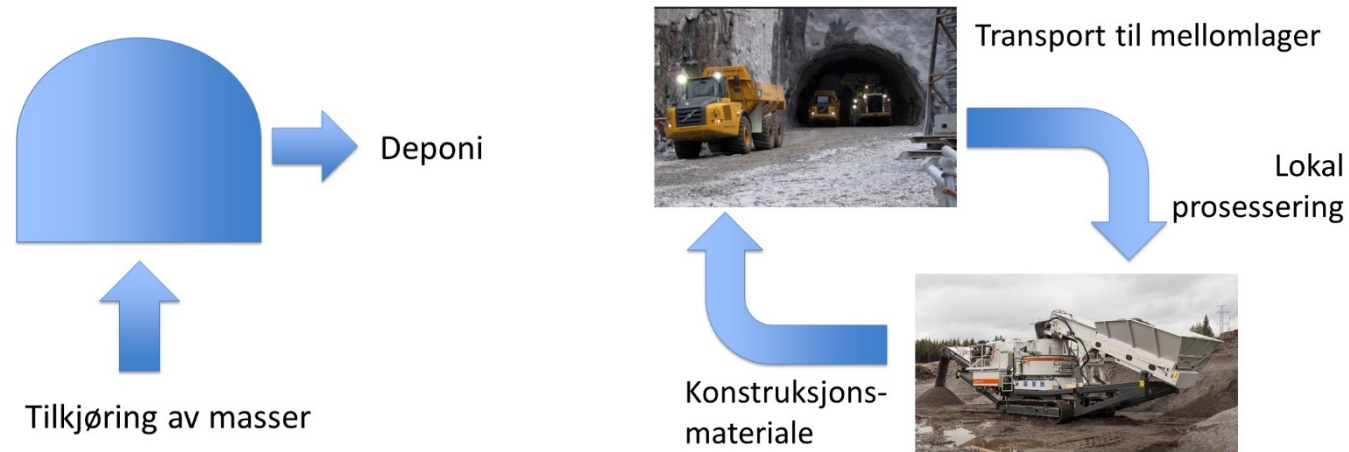 Deponi
Tilkjøring av masser
Transport til mellomlager
Lokal
prosessering
Konstruksjons-
materiale